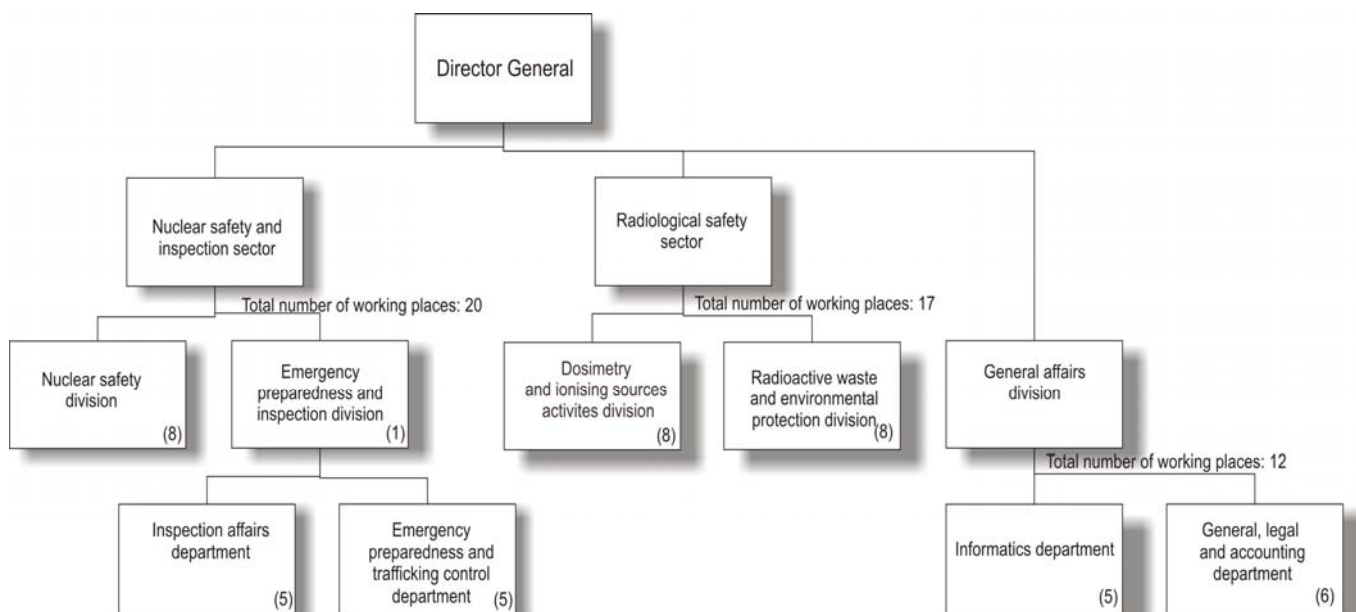 Director General
Nuclear safety and
inspection sector
Radiological safety
sector
Total number of working places: 20
Total number of working places: 17
Nuclear safety
division
(8)
Emergency
preparedness and
inspection division
(1)
Dosimetry
and ionising sources
activites division
(8)
Radioactive waste
and environmental
protection division
(8)
General affairs
division
Total number of working places: 12
Inspection affairs
department
(5)
Emergency
preparedness and
trafficking control
department
(5)
Informatics department
(5)
General, legal
and accounting
department
(6)